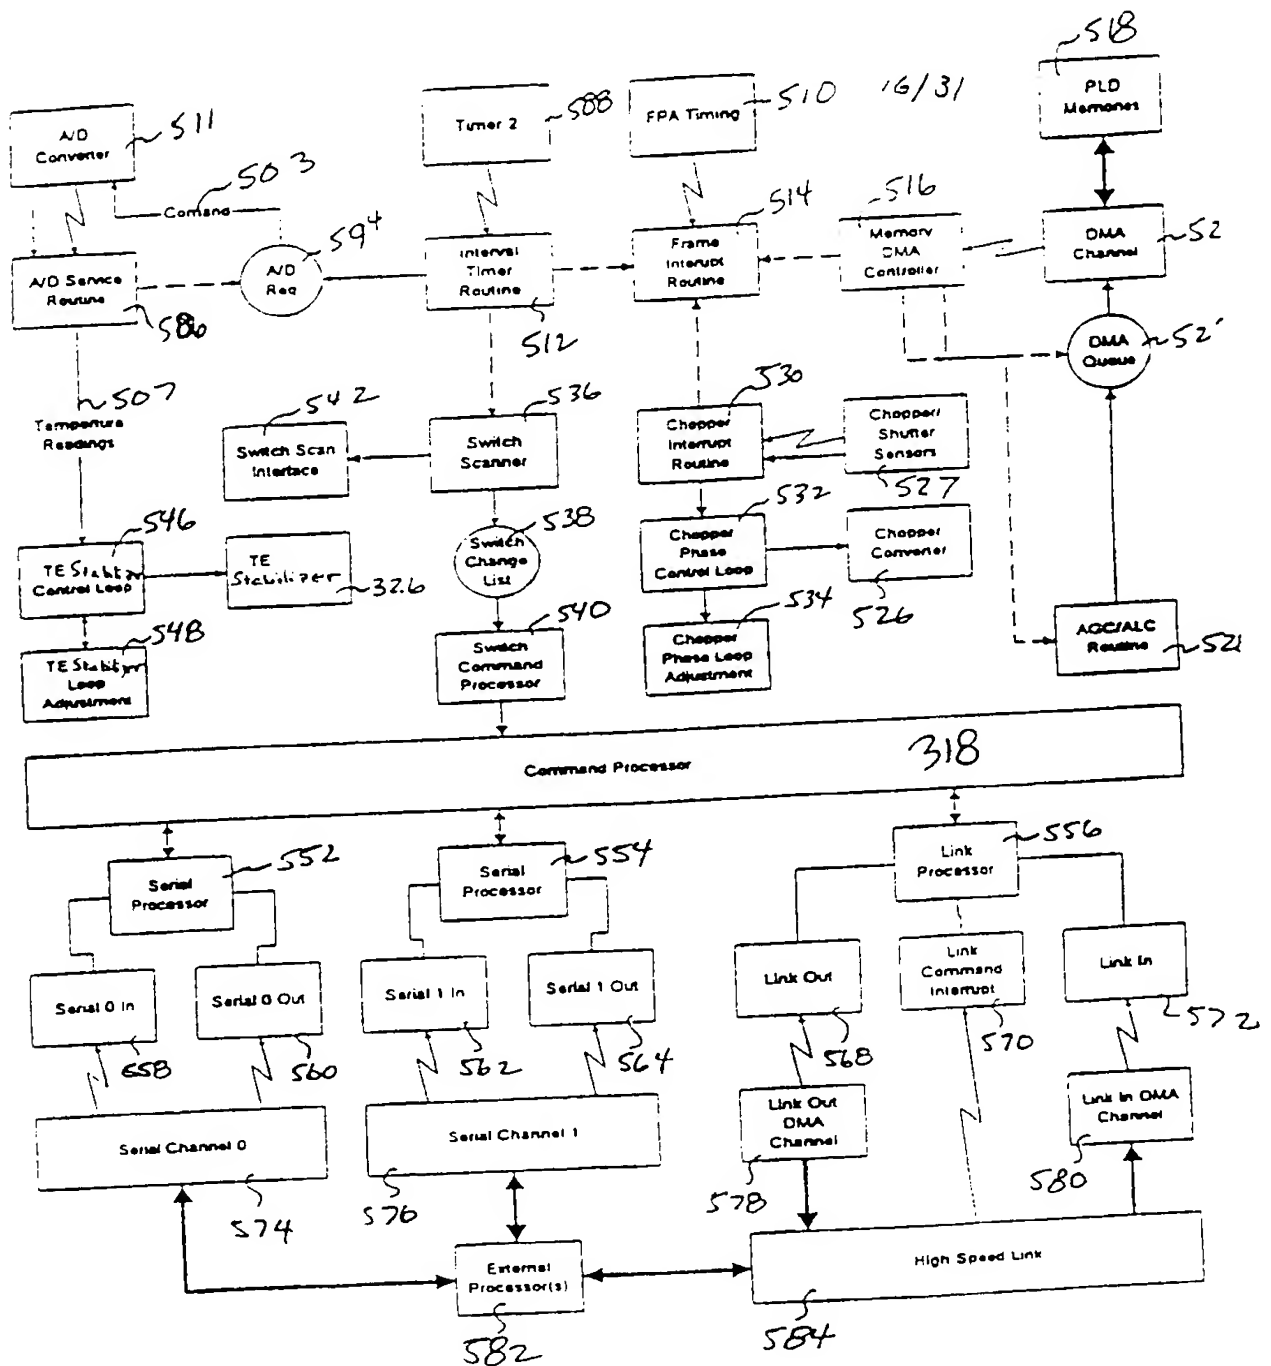 518
PLD
Memories
511
A/D
Converter
588
Timer 2
510
FPA Timing
16/31
503
Comand
594
A/D
Req
A/D Service
Routine
586
Interval
Timer
Routine
512
514
Frame
Interrupt
Routine
516
Memory
DMA
Controller
DMA
Channel
52
DMA
Queue
52'
507
Temperture
Readings
542
Switch Scan
Interface
536
Switch
Scanner
530
Chopper
Interrupt
Routine
Chopper/
Shutter
Sensors
527
538
Switch
Change
List
532
Chopper
Phase
Control Loop
Chopper
Converter
526
546
TE Stabilizer
Control Loop
TE
Stabilizer
326
548
TE Stabilizer
Loop
Adjustment
540
Switch
Command
Processor
534
Chopper
Phase Loop
Adjustment
AGC/ALC
Routine
521
Command Processor
318
552
Serial
Processor
554
Serial
Processor
556
Link
Processor
Serial 0 In
658
Serial 0 Out
560
Serial 1 In
562
Serial 1 Out
564
Link Out
568
Link
Command
Interrupt
570
Link In
572
Serial Channel 0
574
Serial Channel 1
576
Link Out
DMA
Channel
578
Link In DMA
Channel
580
External
Processor(s)
582
High Speed Link
584